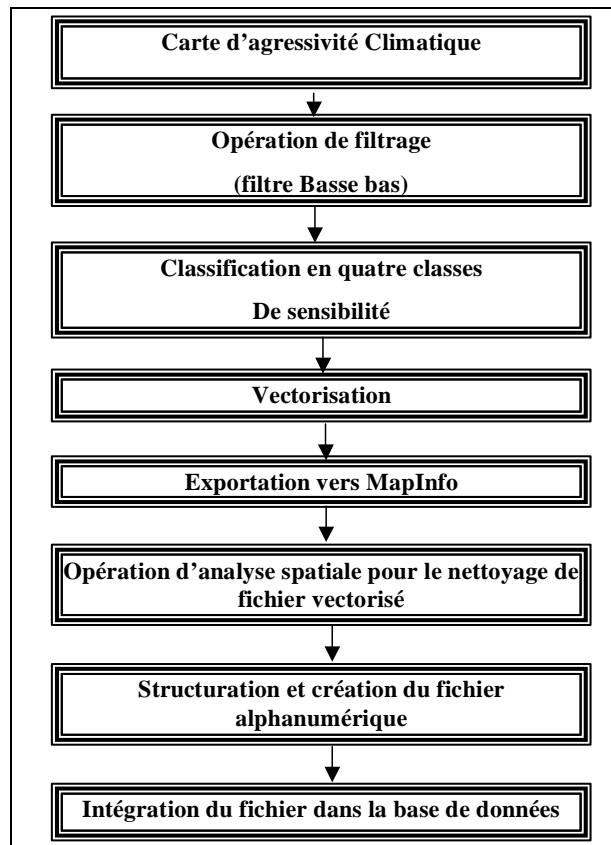 Carte d'agressivité Climatique
Opération de filtrage
(filtre Basse bas)
Classification en quatre classes
De sensibilité
Vectorisation
Exportation vers MapInfo
Opération d'analyse spatiale pour le nettoyage de
fichier vectorisé
Structuration et création du fichier
alphanumérique
Intégration du fichier dans la base de données